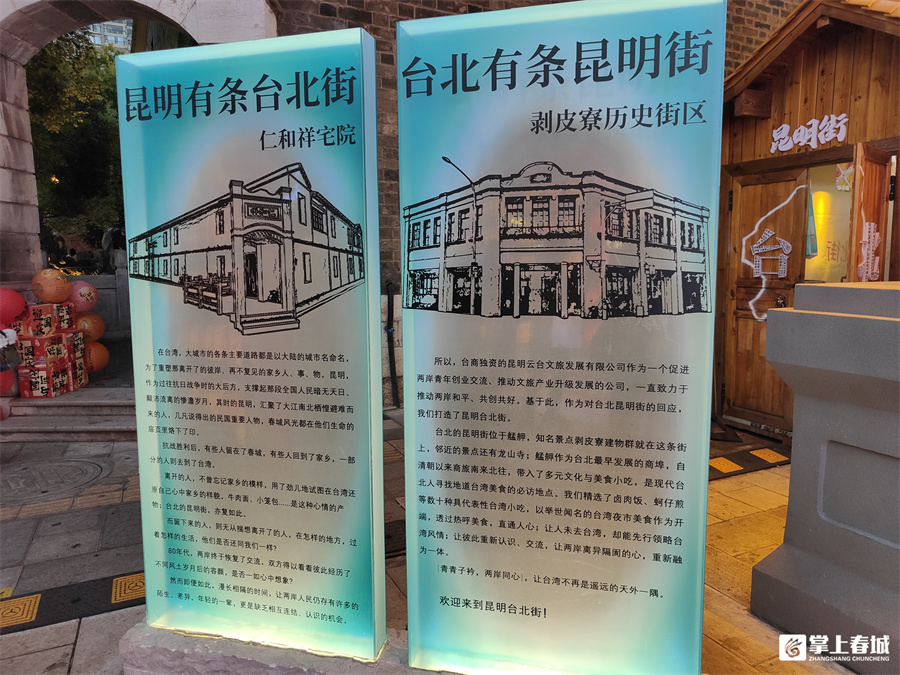 昆明有条台北街
仁和祥宅院
在台湾，大城市的各条主要道路都是以大陆的城市名命名，
为了重塑那离开了的彼岸、再不复见的家乡人、事、物，昆明，
作为过往抗日战争时的大后方，支撑起那段全国人民暗无天日、
颠沛流离的惨澹岁月，其时的昆明，汇聚了大江南北栖惶避难而
来的人，几凡说得出的民国重要人物，春城风光都在他们生命的
扉页里烙下了印。
抗战胜利后，有些人留在了春城，有些人回到了家乡，一部
分的人则去到了台湾。
离开的人，不曾忘记家乡的模样，用了劲儿地试图在台湾还
原自己心中家乡的样貌，牛肉面、小笼包……是这种心情的产
物；台北的昆明街，亦复如此。
而留下来的人，则无从揣想离开了的人，在怎样的地方，过
着怎样的生活，他们是否还同我们一样？
80年代，两岸终于恢复了交流，双方得以看看彼此经历了
不同风土岁月后的容颜，是否一如心中想象？
然而即便如此，漫长相隔的时间，让两岸人民仍存有许多的
陌生、差异，年轻的一辈，更是缺乏相互连结、认识的机会。
台北有条昆明街
剥皮寮历史街区
所以，台商独资的昆明云台文旅发展有限公司作为一个促进
两岸青年创业交流、推动文旅产业升级发展的公司，一直致力于
推动两岸和平、共创共好。基于此，作为对台北昆明街的回应，
我们打造了昆明台北街。
台北的昆明街位于艋舺，知名景点剥皮寮建物群就在这条街
上，邻近的景点还有龙山寺；艋舺作为台北最早发展的商埠，自
清朝以来商旅南来北往，带入了多元文化与美食小吃，是现代台
北人寻找地道台湾美食的必访地点。我们精选了卤肉饭、蚵仔煎
等数十种具代表性台湾小吃，以举世闻名的台湾夜市美食作为开
端，透过热呼美食，直通人心；让人未去台湾，却能先行领略台
湾风情；让彼此重新认识、交流，让两岸离异隔阂的心，重新融
为一体。
「青青子衿，两岸同心」，让台湾不再是遥远的天外一隅。
欢迎来到昆明台北街！
昆明街
掌上春城
ZHANGSHANG CHUNCHENG